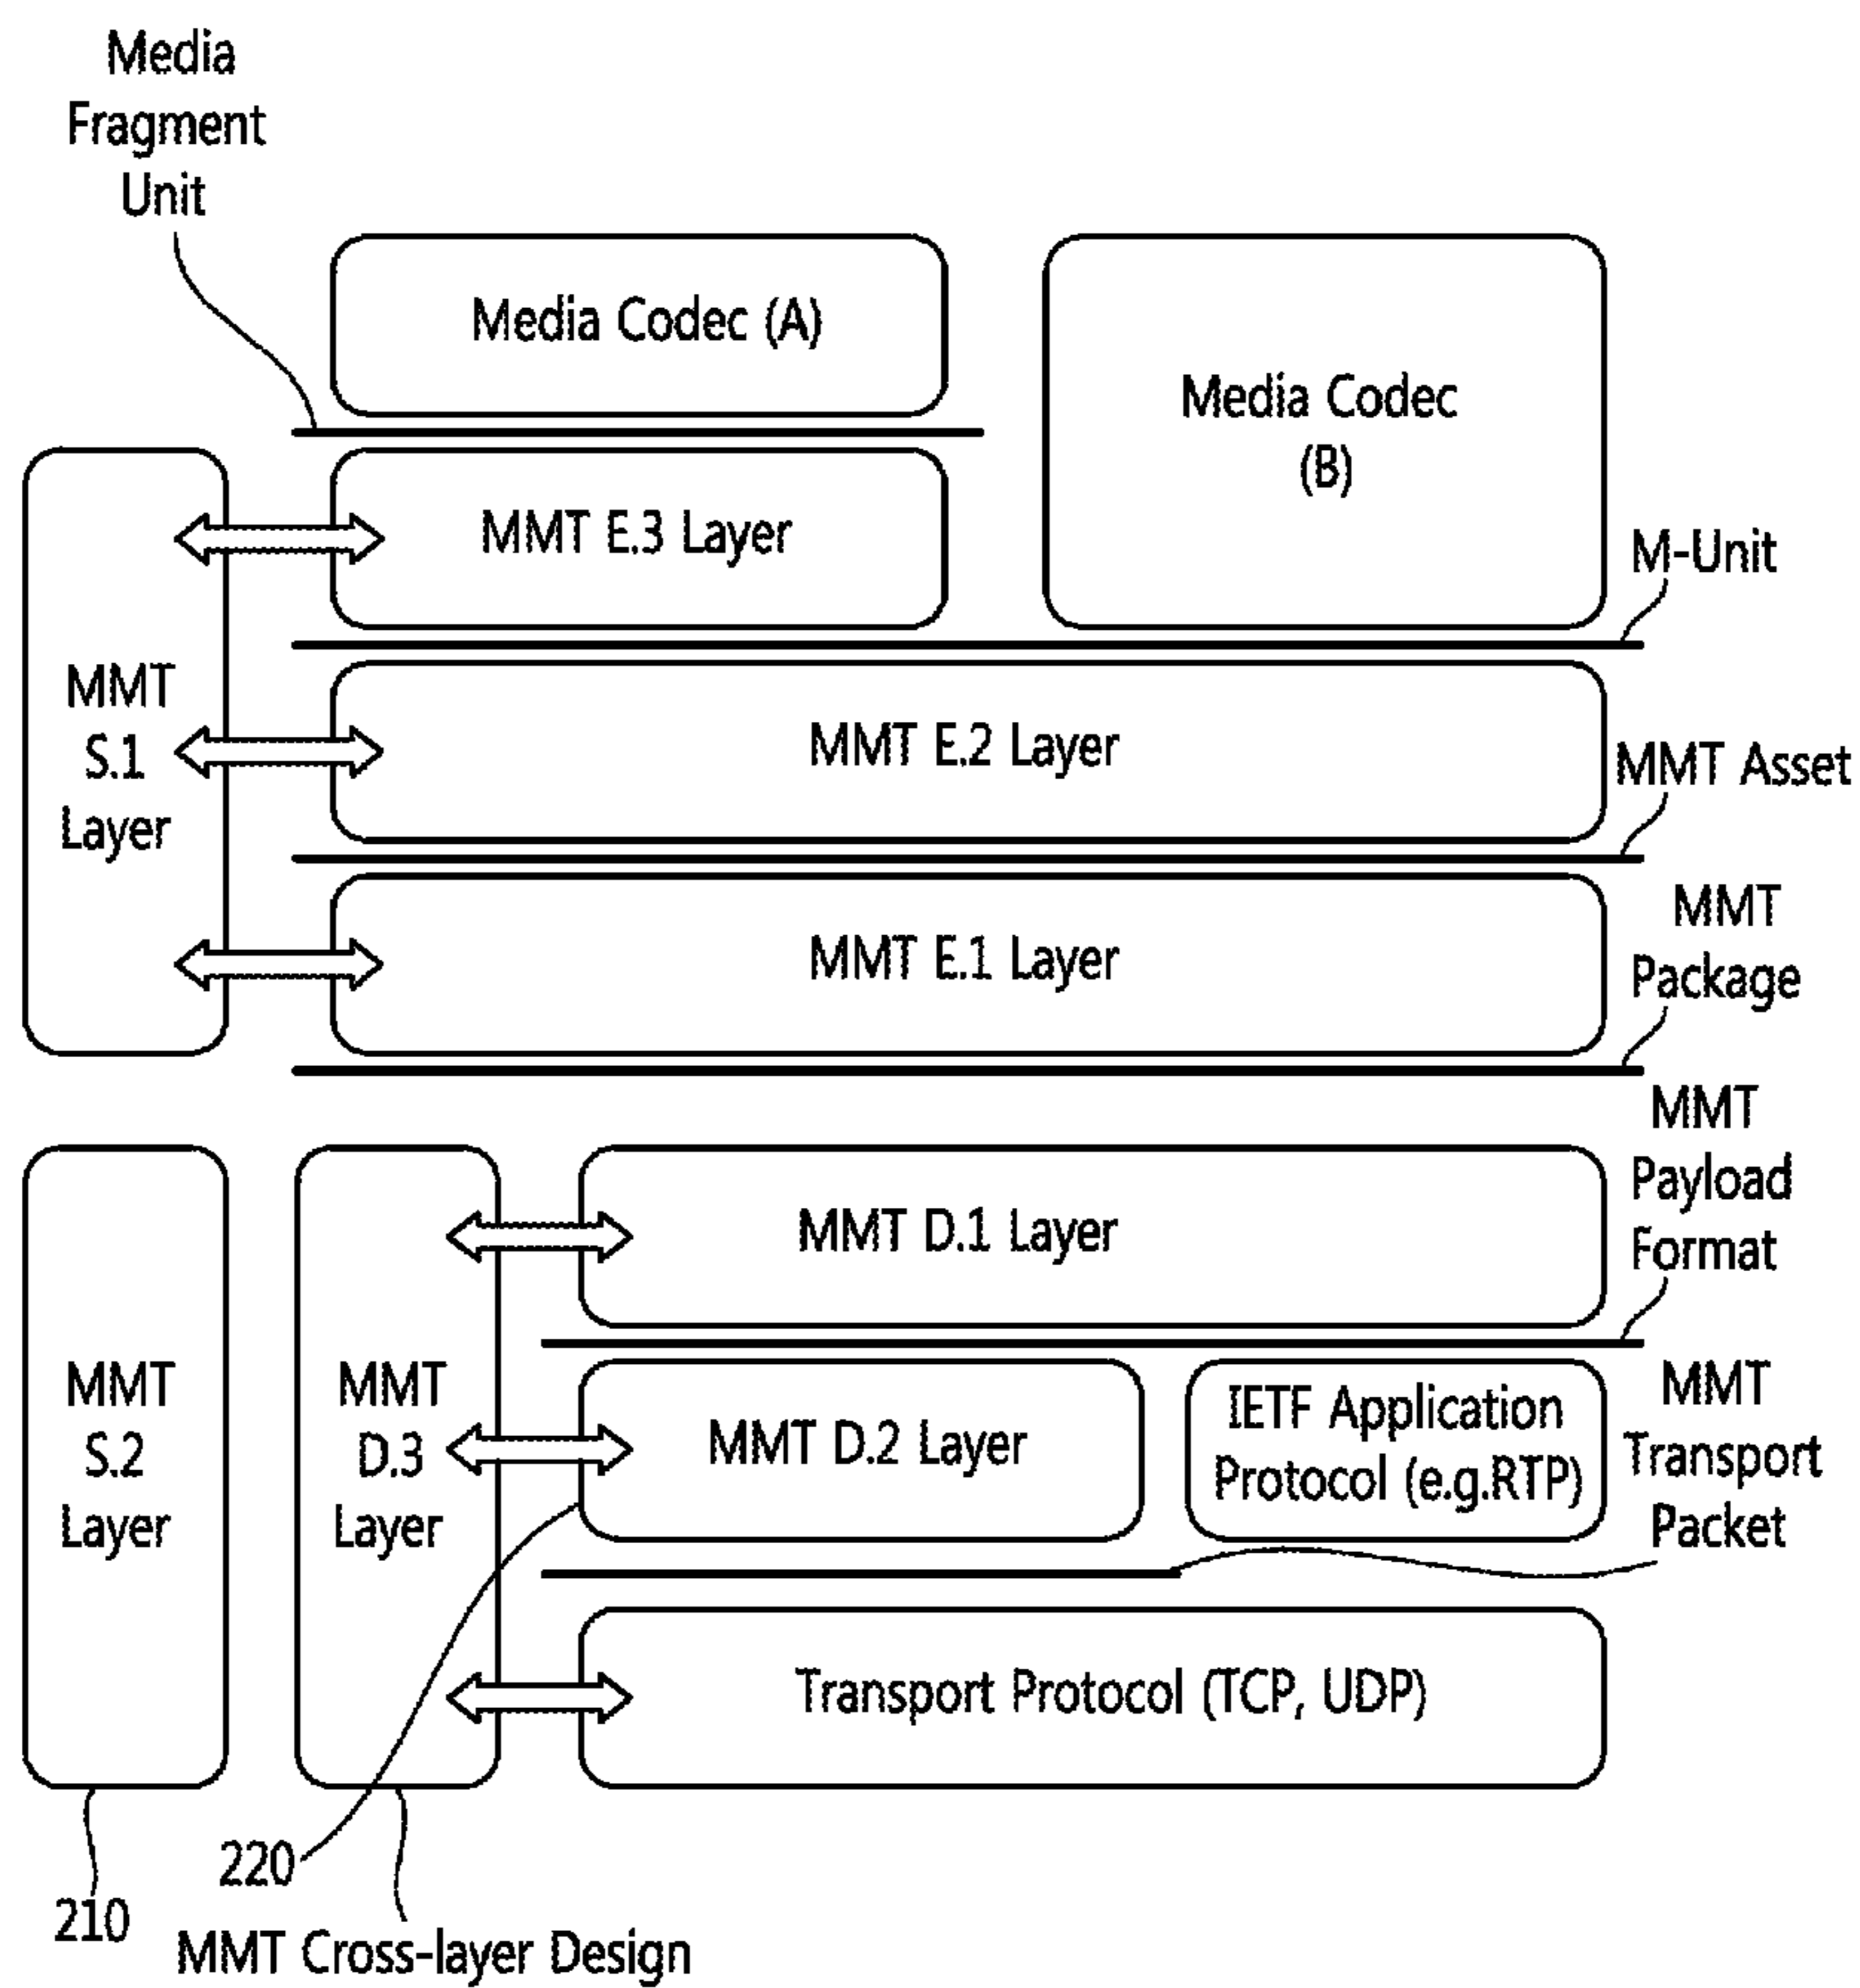 Media
Fragment
Unit
Media Codec (A)
Media Codec
(B)
MMT E.3 Layer
M-Unit
MMT
S.1
Layer
MMT E.2 Layer
MMT Asset
MMT E.1 Layer
MMT
Package
MMT
Payload
Format
MMT D.1 Layer
MMT
S.2
Layer
MMT
D.3
Layer
MMT D.2 Layer
IETF Application
Protocol (e.g.RTP)
MMT
Transport
Packet
Transport Protocol (TCP, UDP)
220
210
MMT Cross-layer Design